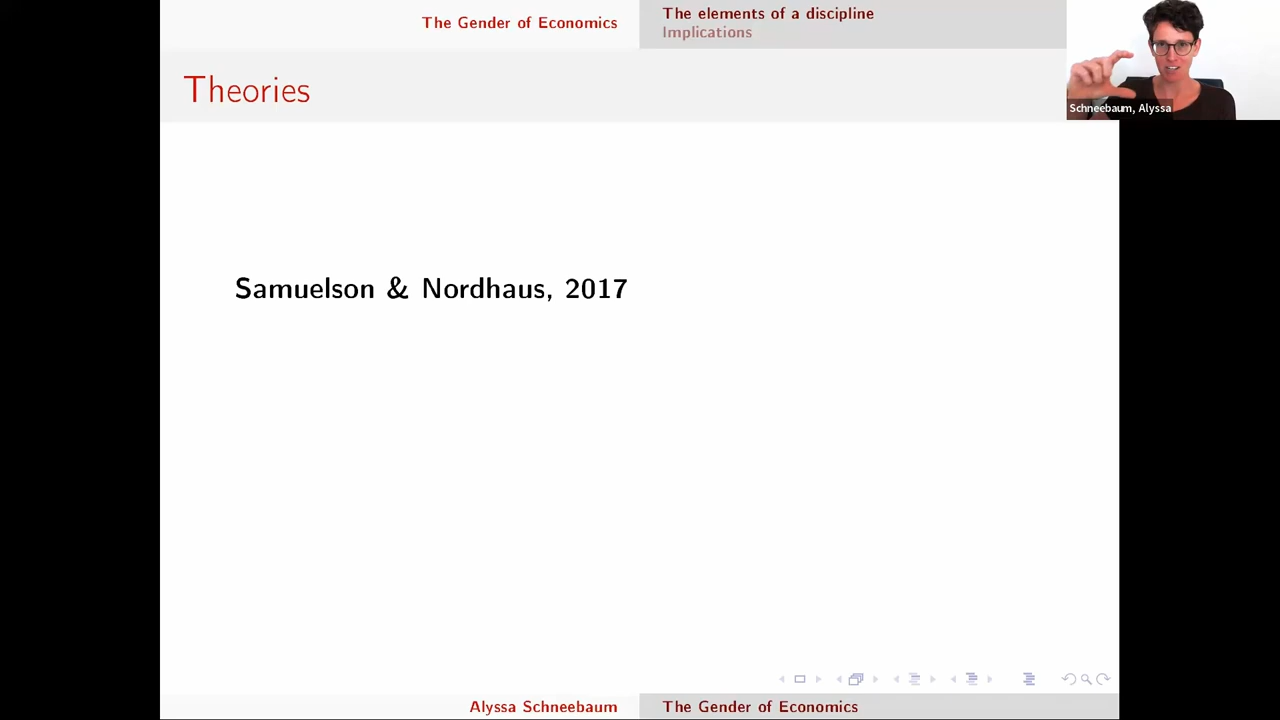 The Gender of Economics
The elements of a discipline
Implications
Schneebaum, Alyssa
Theories
Samuelson & Nordhaus, 2017
Alyssa Schneebaum
The Gender of Economics